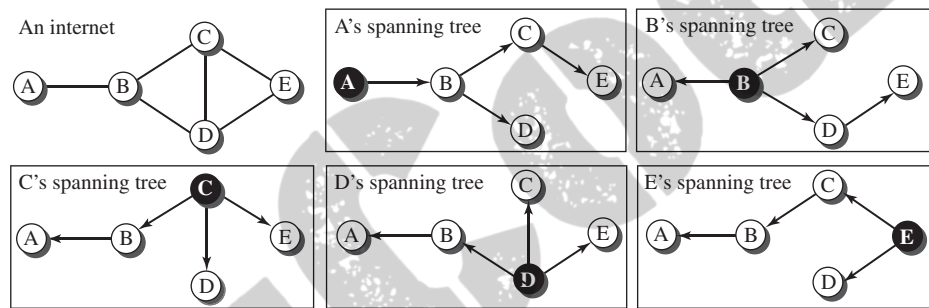 An internet
A
B
C
D
E
A's spanning tree
A
B
C
D
E
B's spanning tree
A
B
C
D
E
C's spanning tree
A
B
C
D
E
D's spanning tree
A
B
C
D
E
E's spanning tree
A
B
C
D
E